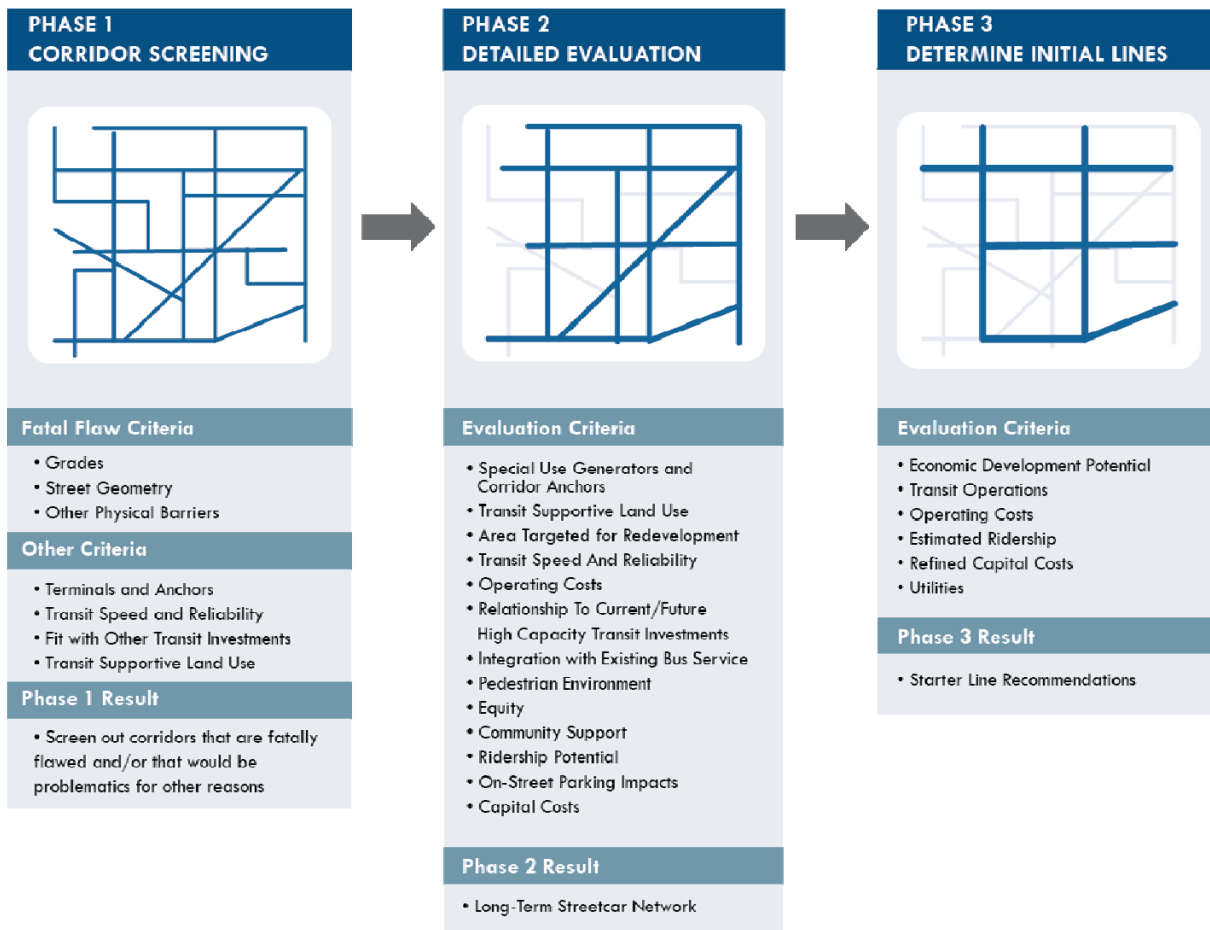 PHASE 1
CORRIDOR SCREENING
Fatal Flaw Criteria
• Grades
• Street Geometry
• Other Physical Barriers
Other Criteria
• Terminals and Anchors
• Transit Speed and Reliability
• Fit with Other Transit Investments
• Transit Supportive Land Use
Phase 1 Result
• Screen out corridors that are fatally
flawed and/or that would be
problematics for other reasons
PHASE 2
DETAILED EVALUATION
Evaluation Criteria
• Special Use Generators and
Corridor Anchors
• Transit Supportive Land Use
• Area Targeted for Redevelopment
• Transit Speed And Reliability
• Operating Costs
• Relationship To Current/Future
High Capacity Transit Investments
• Integration with Existing Bus Service
• Pedestrian Environment
• Equity
• Community Support
• Ridership Potential
• On-Street Parking Impacts
• Capital Costs
Phase 2 Result
• Long-Term Streetcar Network
PHASE 3
DETERMINE INITIAL LINES
Evaluation Criteria
• Economic Development Potential
• Transit Operations
• Operating Costs
• Estimated Ridership
• Refined Capital Costs
• Utilities
Phase 3 Result
• Starter Line Recommendations